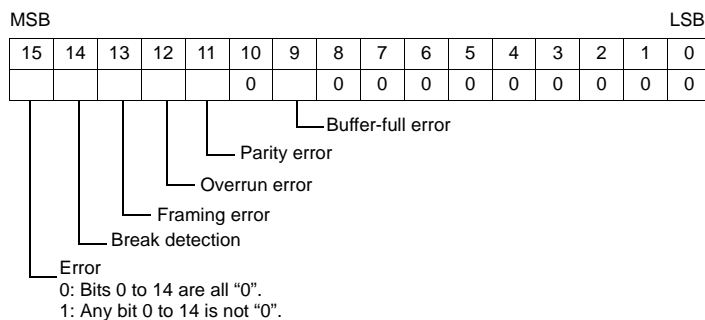 MSB LSB
15 14 13 12 11 10 9 8 7 6 5 4 3 2 1 0
0 0 0 0 0 0 0 0 0 0
Buffer-full error
Parity error
Overrun error
Framing error
Break detection
Error
0: Bits 0 to 14 are all “0”.
1: Any bit 0 to 14 is not “0”.